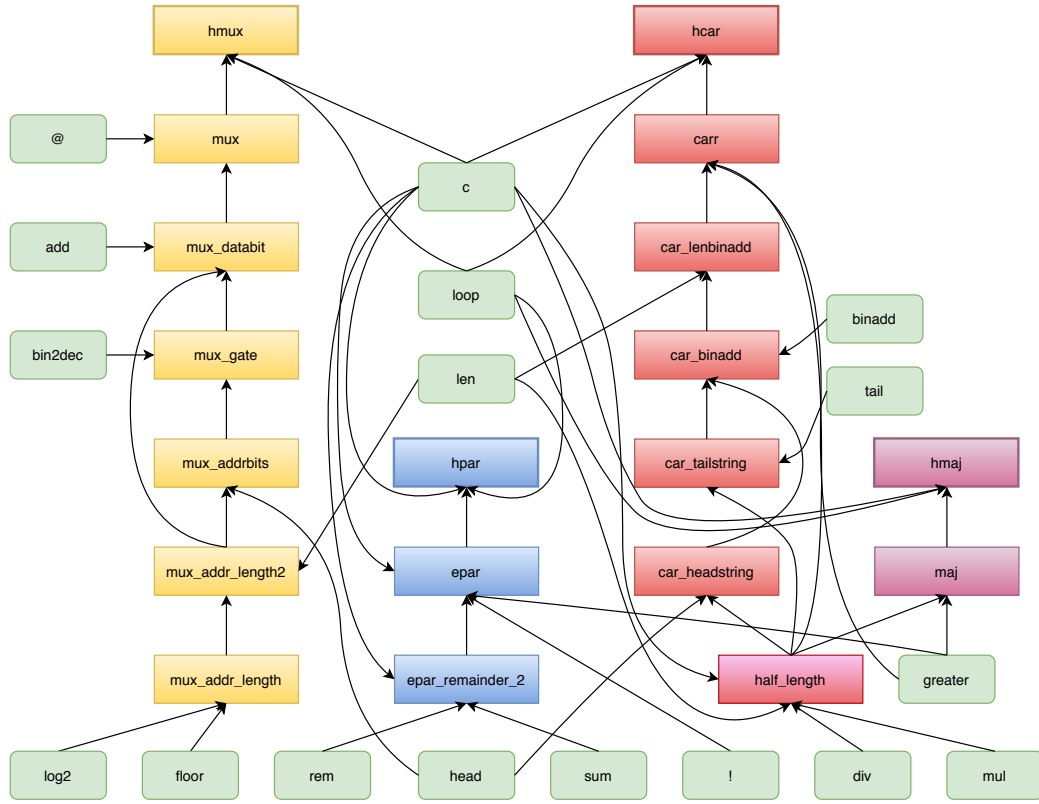 hmux
hcar
@
mux
carr
c
add
mux_databit
car_lenbinadd
loop
binadd
bin2dec
mux_gate
car_binadd
len
tail
mux_addrbits
hpar
car_tailstring
hmaj
mux_addr_length2
epar
car_headstring
maj
mux_addr_length
epar_remainder_2
half_length
greater
log2
floor
rem
head
sum
!
div
mul